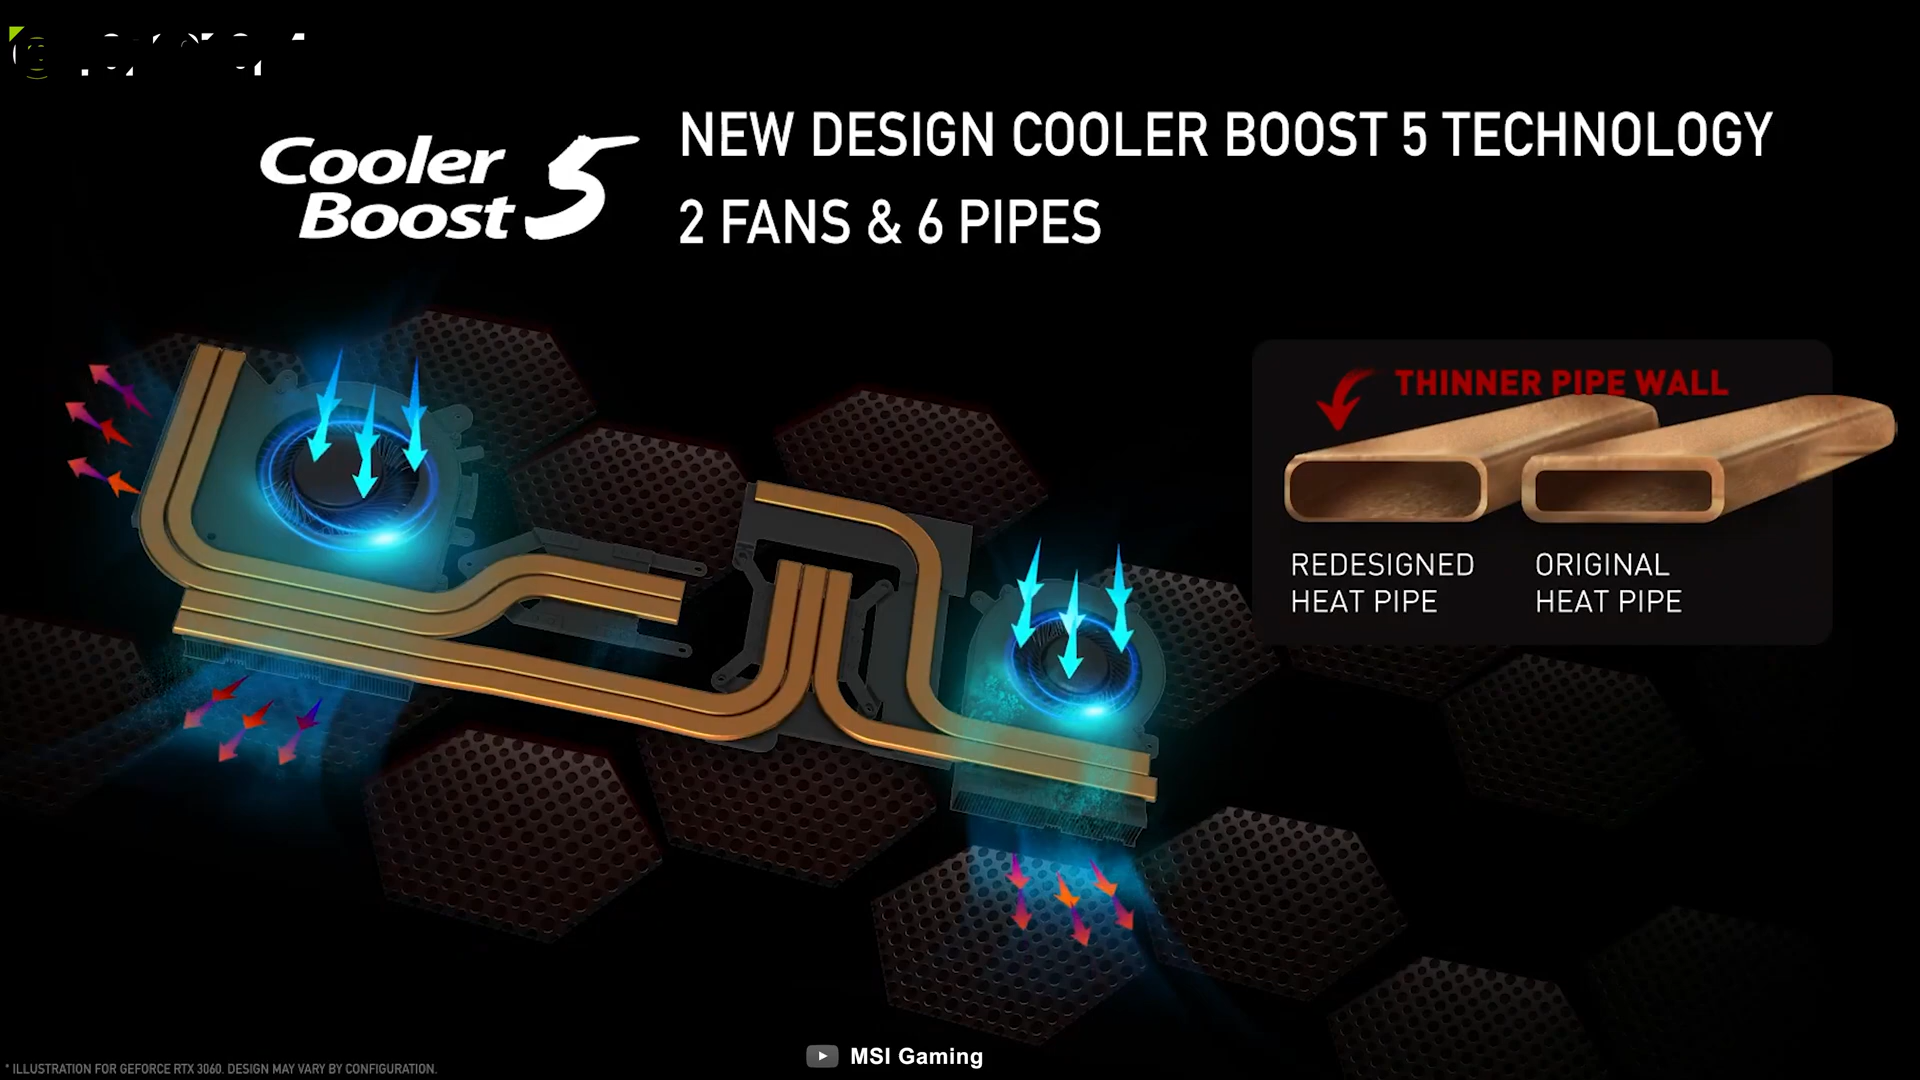 Cooler
Boost 5
NEW DESIGN COOLER BOOST 5 TECHNOLOGY
2 FANS & 6 PIPES
THINNER PIPE WALL
REDESIGNED
HEAT PIPE
ORIGINAL
HEAT PIPE
MSI Gaming
* ILLUSTRATION FOR GEFORCE RTX 3060. DESIGN MAY VARY BY CONFIGURATION.